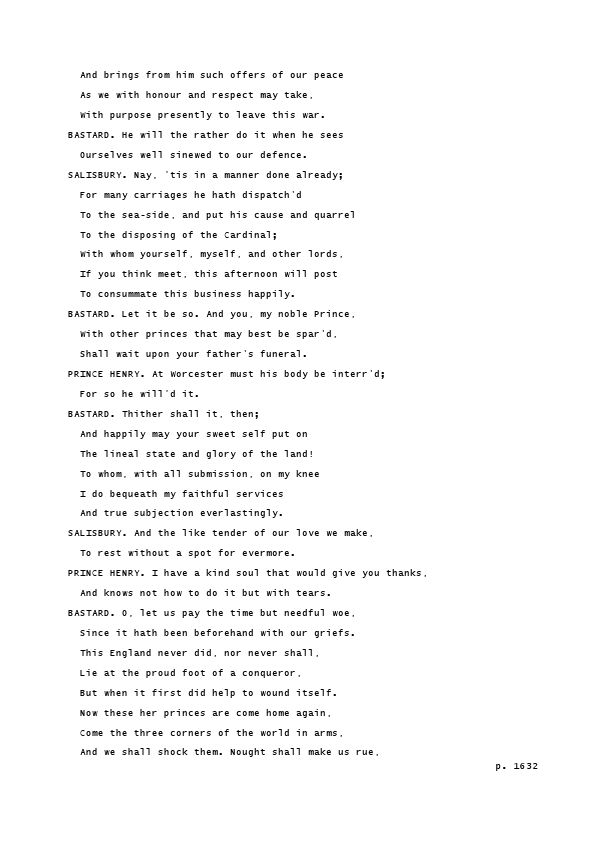 And brings from him such offers of our peace
As we with honour and respect may take,
With purpose presently to leave this war.
BASTARD. He will the rather do it when he sees
Ourselves well sinewed to our defence.
SALISBURY. Nay, 'tis in a manner done already;
For many carriages he hath dispatch'd
To the sea-side, and put his cause and quarrel
To the disposing of the Cardinal;
With whom yourself, myself, and other lords,
If you think meet, this afternoon will post
To consummate this business happily.
BASTARD. Let it be so. And you, my noble Prince,
With other princes that may best be spar'd,
Shall wait upon your father's funeral.
PRINCE HENRY. At Worcester must his body be interr'd;
For so he will'd it.
BASTARD. Thither shall it, then;
And happily may your sweet self put on
The lineal state and glory of the land!
To whom, with all submission, on my knee
I do bequeath my faithful services
And true subjection everlastingly.
SALISBURY. And the like tender of our love we make,
To rest without a spot for evermore.
PRINCE HENRY. I have a kind soul that would give you thanks,
And knows not how to do it but with tears.
BASTARD. O, let us pay the time but needful woe,
Since it hath been beforehand with our griefs.
This England never did, nor never shall,
Lie at the proud foot of a conqueror,
But when it first did help to wound itself.
Now these her princes are come home again,
Come the three corners of the world in arms,
And we shall shock them. Nought shall make us rue,
p. 1632